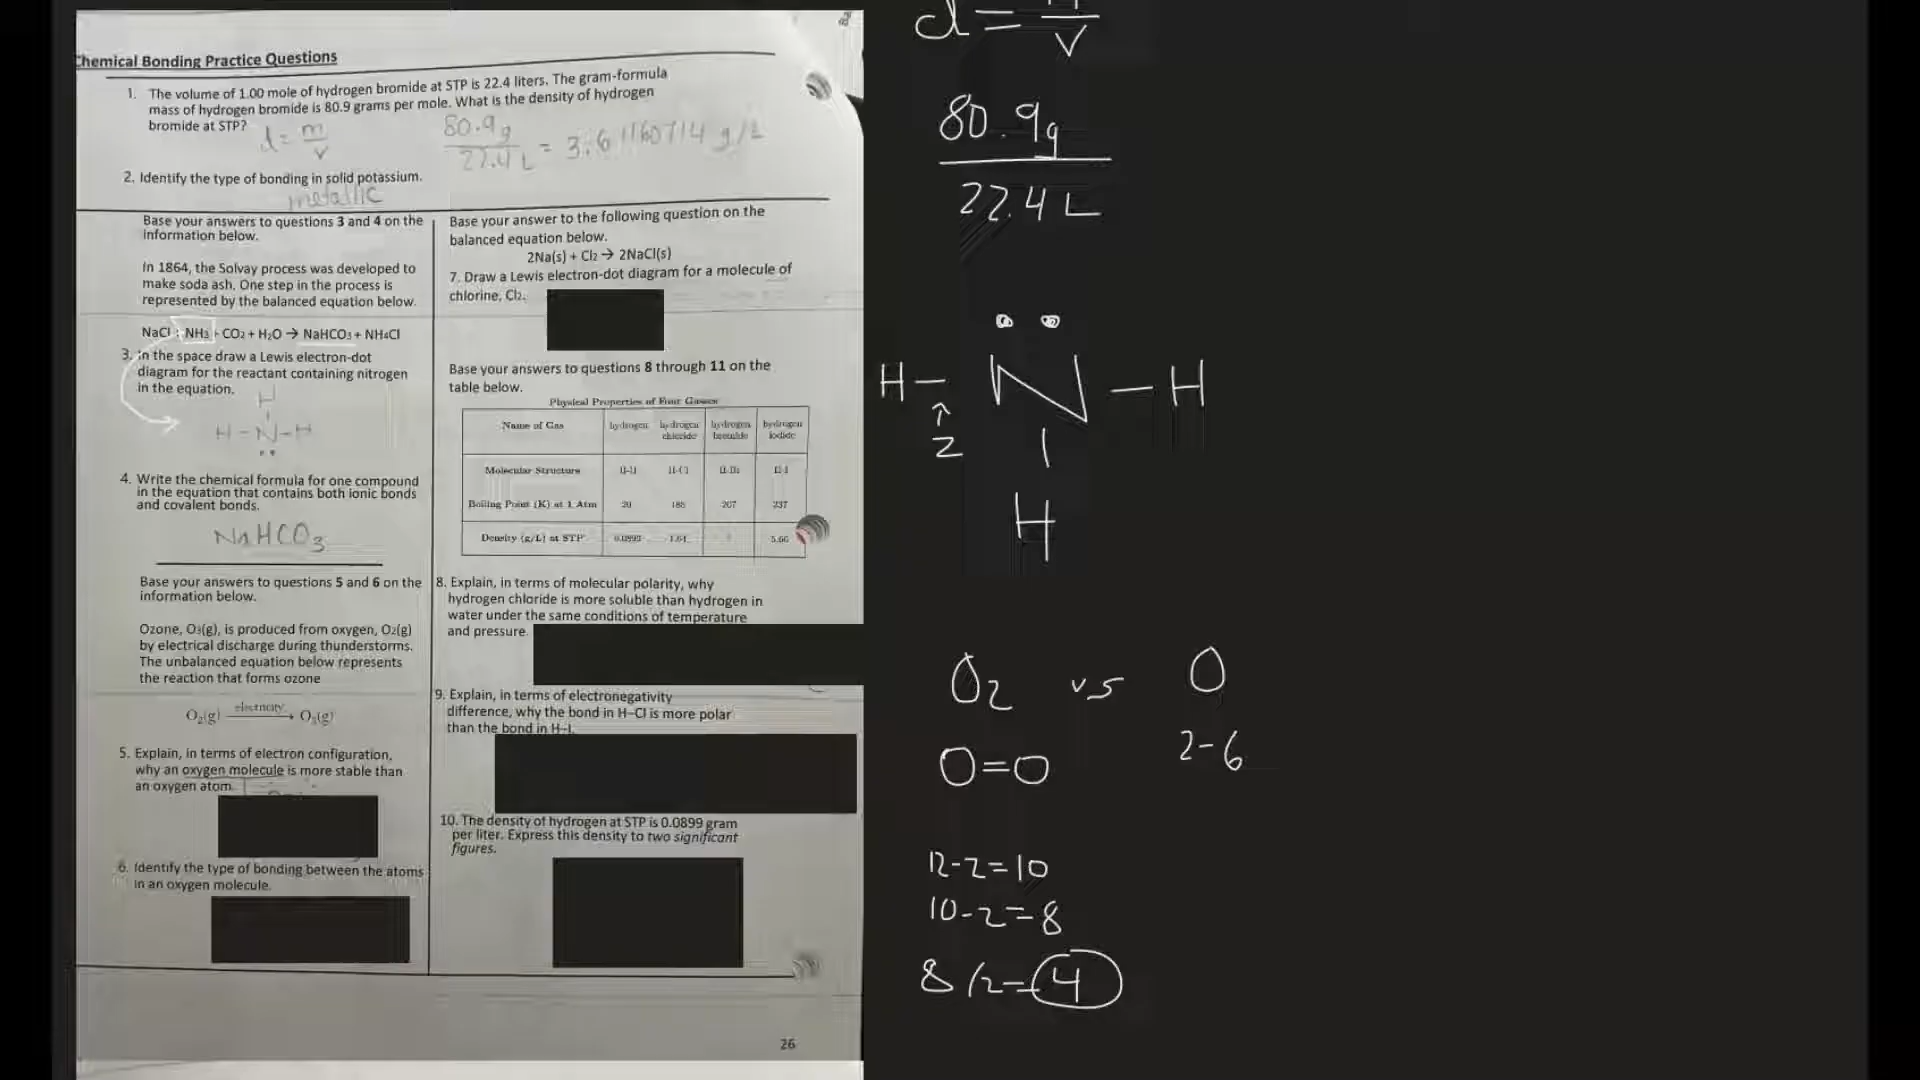 Chemical Bonding Practice Questions
1. The volume of 1.00 mole of hydrogen bromide at STP is 22.4 liters. The gram-formula
mass of hydrogen bromide is 80.9 grams per mole. What is the density of hydrogen
bromide at STP?
d = m
v
80.9 g
22.4 L
= 3.61160714 g/L
2. Identify the type of bonding in solid potassium.
metallic
Base your answers to questions 3 and 4 on the
information below.
In 1864, the Solvay process was developed to
make soda ash. One step in the process is
represented by the balanced equation below.
NaCl + NH3 + CO2 + H2O → NaHCO3 + NH4Cl
3. In the space draw a Lewis electron-dot
diagram for the reactant containing nitrogen
in the equation.
H
H-N-H
4. Write the chemical formula for one compound
in the equation that contains both ionic bonds
and covalent bonds.
NaHCO3
Base your answers to questions 5 and 6 on the
information below.
Ozone, O3(g), is produced from oxygen, O2(g)
by electrical discharge during thunderstorms.
The unbalanced equation below represents
the reaction that forms ozone
electricity
O2(g) → O3(g)
5. Explain, in terms of electron configuration,
why an oxygen molecule is more stable than
an oxygen atom.
6. Identify the type of bonding between the atoms
in an oxygen molecule.
Base your answer to the following question on the
balanced equation below.
2Na(s) + Cl2 → 2NaCl(s)
7. Draw a Lewis electron-dot diagram for a molecule of
chlorine, Cl2.
Base your answers to questions 8 through 11 on the
table below.
Physical Properties of Four Gases
Name of Gas hydrogen hydrogen chloride hydrogen bromide hydrogen iodide
Molecular Structure H-H H-Cl H-Br H-I
Boiling Point (K) at 1 Atm 20 188 207 237
Density (g/L) at STP 0.0899 1.64 5.66
8. Explain, in terms of molecular polarity, why
hydrogen chloride is more soluble than hydrogen in
water under the same conditions of temperature
and pressure.
9. Explain, in terms of electronegativity
difference, why the bond in H–Cl is more polar
than the bond in H–I.
10. The density of hydrogen at STP is 0.0899 gram
per liter. Express this density to two significant
figures.
26
d = m
v
80.9g
22.4 L
H - N - H
↑
2
H
O2 vs O
O=O 2-6
12-2=10
10-2=8
8/2=4